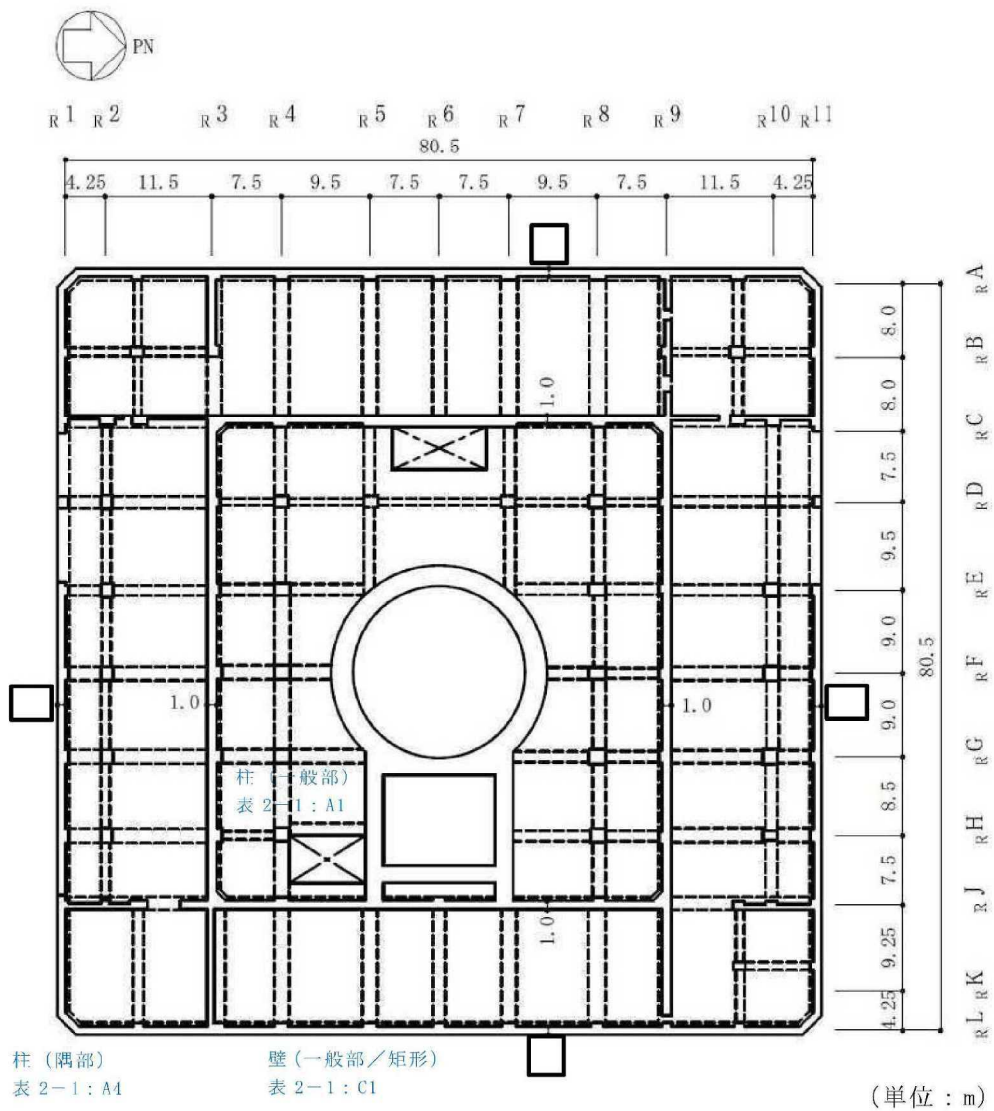 PN
R1 R2 R3 R4 R5 R6 R7 R8 R9 R10 R11
80.5
4.25 11.5 7.5 9.5 7.5 7.5 9.5 7.5 11.5 4.25
RA
8.0
RB
8.0
1.0
RC
7.5
RD
9.5
RE
9.0
RF
80.5
1.0
1.0
9.0
RG
柱（一般部）
表 2－1：A1
8.5
RH
7.5
RJ
1.0
9.25
RK
4.25
RL
柱（隅部）
表 2－1：A4
壁（一般部／矩形）
表 2－1：C1
（単位：m）